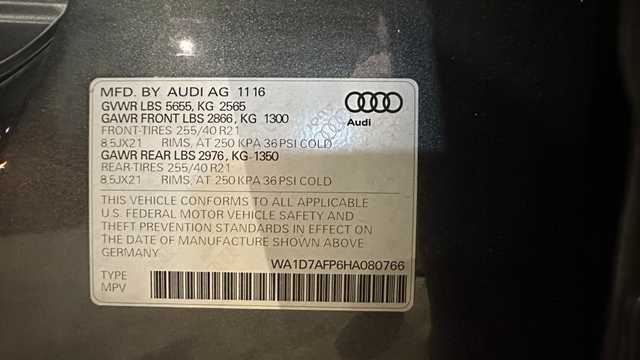 MFD. BY AUDI AG 11 16
GVWR LBS 5655, KG 2565
GAWR FRONT LBS 2866, KG 1300
FRONT-TIRES 255/40 R21
8,5JX21 RIMS, AT 250 KPA 36 PSI COLD
GAWR REAR LBS 2976, KG 1350
REAR-TIRES 255/40 R21
8,5JX21 RIMS, AT 250 KPA 36 PSI COLD
Audi
THIS VEHICLE CONFORMS TO ALL APPLICABLE
U.S. FEDERAL MOTOR VEHICLE SAFETY AND
THEFT PREVENTION STANDARDS IN EFFECT ON
THE DATE OF MANUFACTURE SHOWN ABOVE
GERMANY
WA1D7AFP6HA080766
TYPE
MPV